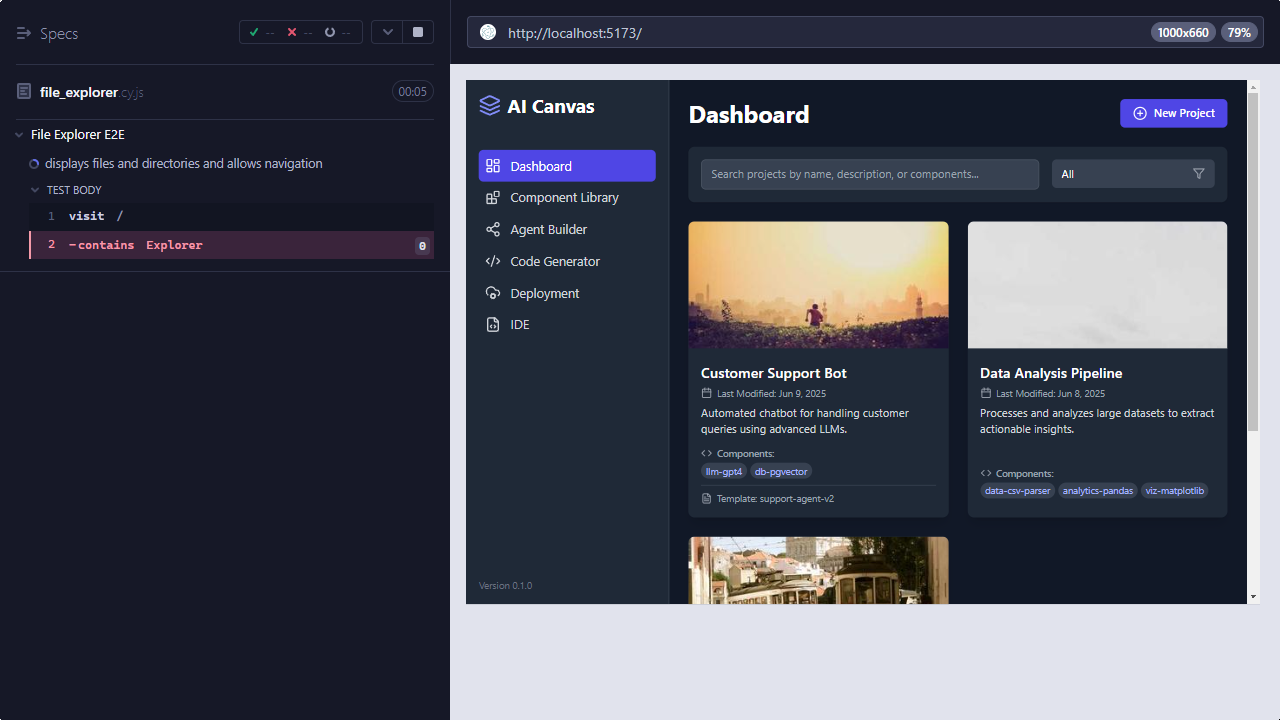 Specs
-- -- --
file_explorer.cy.js
00:05
File Explorer E2E
displays files and directories and allows navigation
TEST BODY
1 visit /
2 -contains Explorer 0
http://localhost:5173/
1000x660 79%
AI Canvas
Dashboard
Component Library
Agent Builder
Code Generator
Deployment
IDE
Version 0.1.0
Dashboard
New Project
Search projects by name, description, or components...
All
Customer Support Bot
Last Modified: Jun 9, 2025
Automated chatbot for handling customer
queries using advanced LLMs.
Components:
llm-gpt4 db-pgvector
Template: support-agent-v2
Data Analysis Pipeline
Last Modified: Jun 8, 2025
Processes and analyzes large datasets to extract
actionable insights.
Components:
data-csv-parser analytics-pandas viz-matplotlib